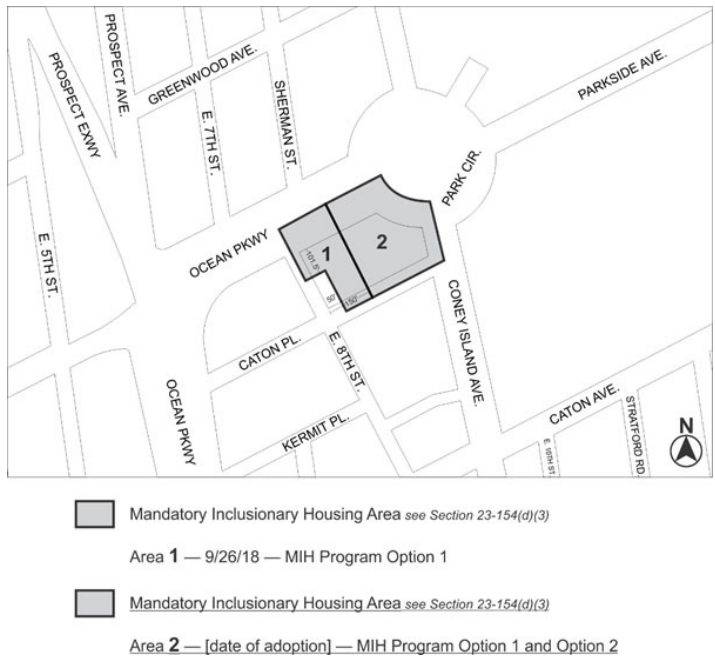 PROSPECT EXWY
PROSPECT AVE.
GREENWOOD AVE.
E. 7TH ST.
SHERMAN ST.
PARKSIDE AVE.
PARK CIR.
E. 5TH ST.
OCEAN PKWY
1
2
101.5'
50'
150'
CATON PL.
E. 8TH ST.
CONEY ISLAND AVE.
OCEAN PKWY
KERMIT PL.
CATON AVE.
E. 10TH ST.
STRATFORD RD.
N
Mandatory Inclusionary Housing Area see Section 23-154(d)(3)
Area 1 — 9/26/18 — MIH Program Option 1
Mandatory Inclusionary Housing Area see Section 23-154(d)(3)
Area 2 — [date of adoption] — MIH Program Option 1 and Option 2